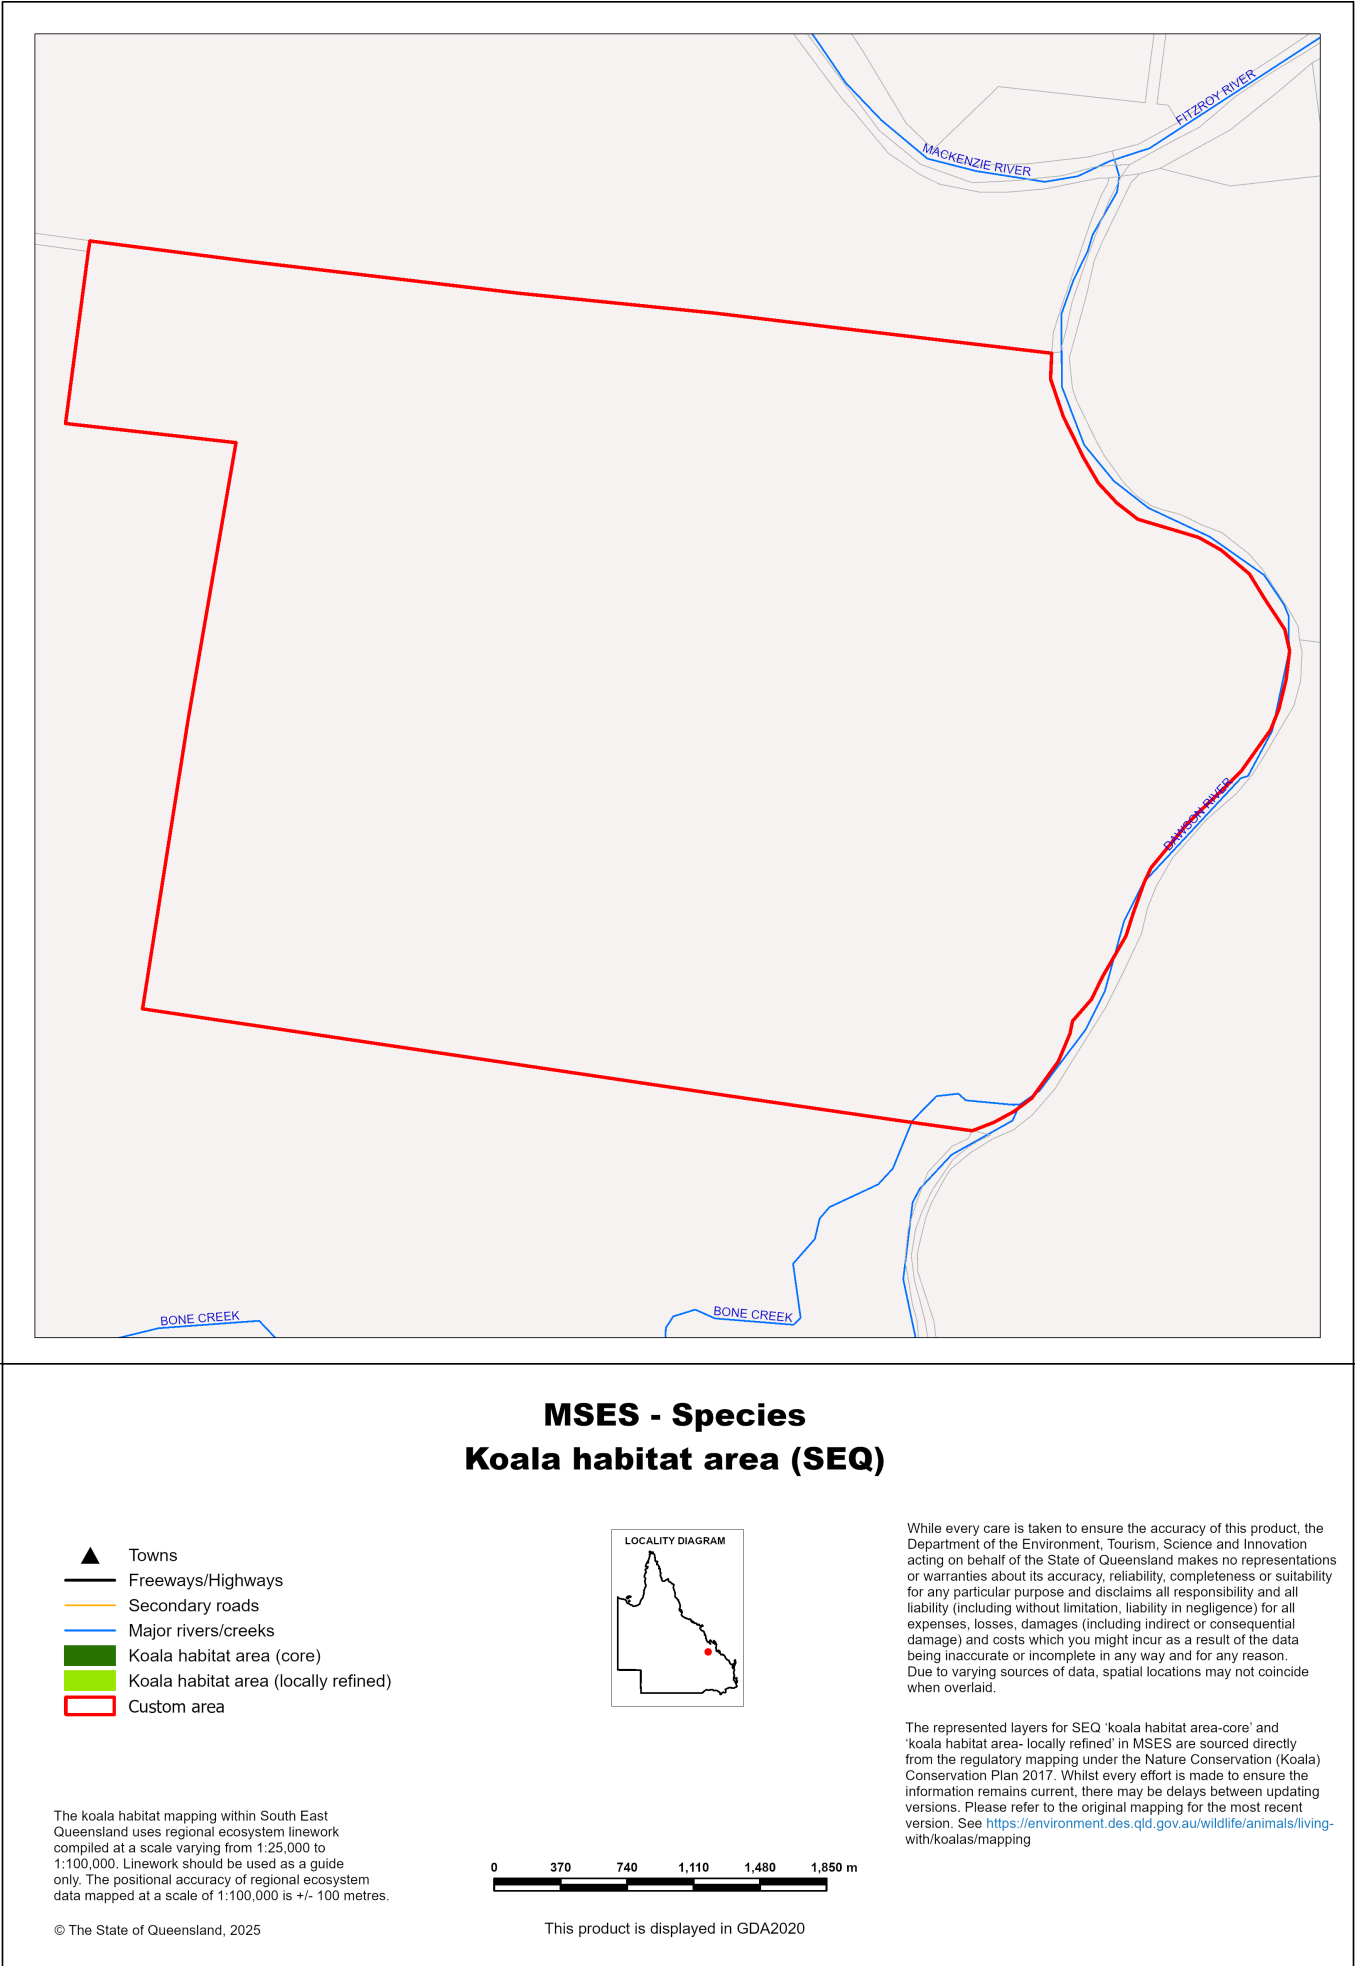 FITZROY RIVER
MACKENZIE RIVER
DAWSON RIVER
BONE CREEK
BONE CREEK
MSES - Species
Koala habitat area (SEQ)
Towns
Freeways/Highways
Secondary roads
Major rivers/creeks
Koala habitat area (core)
Koala habitat area (locally refined)
Custom area
The koala habitat mapping within South East
Queensland uses regional ecosystem linework
compiled at a scale varying from 1:25,000 to
1:100,000. Linework should be used as a guide
only. The positional accuracy of regional ecosystem
data mapped at a scale of 1:100,000 is +/- 100 metres.
© The State of Queensland, 2025
LOCALITY DIAGRAM
0 370 740 1,110 1,480 1,850 m
This product is displayed in GDA2020
While every care is taken to ensure the accuracy of this product, the
Department of the Environment, Tourism, Science and Innovation
acting on behalf of the State of Queensland makes no representations
or warranties about its accuracy, reliability, completeness or suitability
for any particular purpose and disclaims all responsibility and all
liability (including without limitation, liability in negligence) for all
expenses, losses, damages (including indirect or consequential
damage) and costs which you might incur as a result of the data
being inaccurate or incomplete in any way and for any reason.
Due to varying sources of data, spatial locations may not coincide
when overlaid.
The represented layers for SEQ ‘koala habitat area-core’ and
‘koala habitat area- locally refined’ in MSES are sourced directly
from the regulatory mapping under the Nature Conservation (Koala)
Conservation Plan 2017. Whilst every effort is made to ensure the
information remains current, there may be delays between updating
versions. Please refer to the original mapping for the most recent
version. See https://environment.des.qld.gov.au/wildlife/animals/living-
with/koalas/mapping